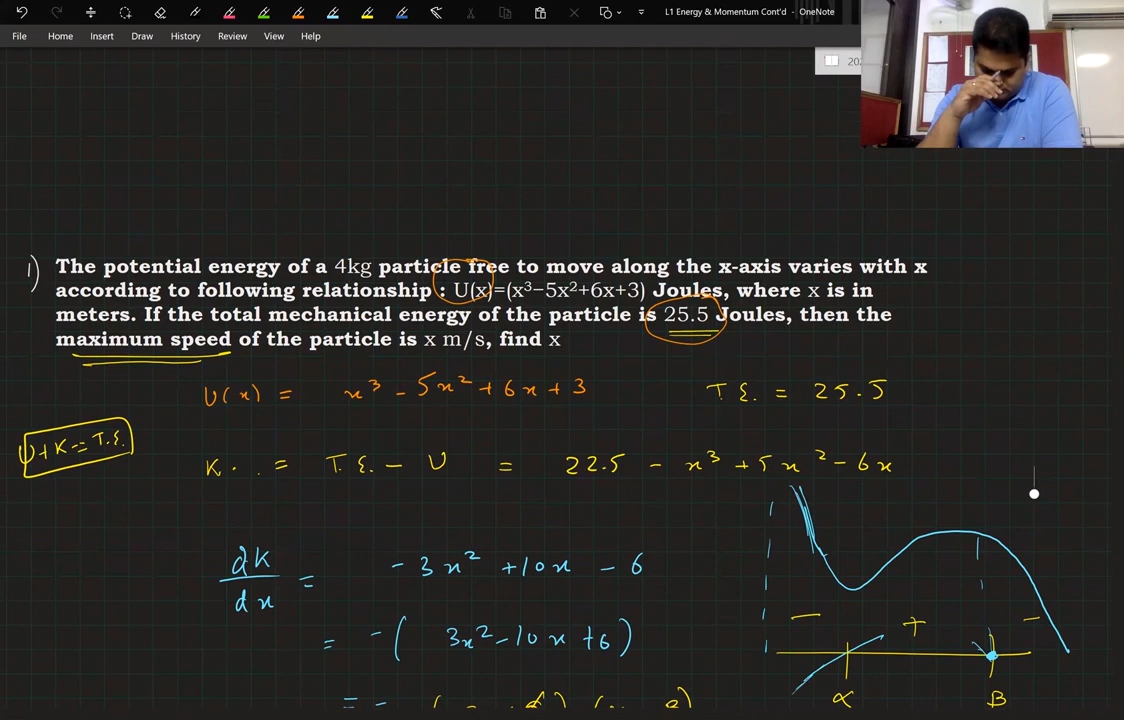 L1 Energy & Momentum Cont'd - OneNote
File Home Insert Draw History Review View Help
202
1) The potential energy of a 4kg particle free to move along the x-axis varies with x
according to following relationship : U(x)=(x³−5x²+6x+3) Joules, where x is in
meters. If the total mechanical energy of the particle is 25.5 Joules, then the
maximum speed of the particle is x m/s, find x
U(x) = x³ - 5x² + 6x + 3 T.E. = 25.5
U+K=T.E.
K. = T.E. - U = 22.5 - x³ + 5x² - 6x
dK/dx = -3x² + 10x - 6
= -( 3x² - 10x + 6 )
- + -
α B